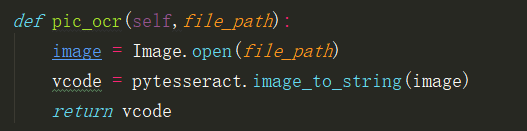 def pic_ocr(self,file_path):
    image = Image.open(file_path)
    vcode = pytesseract.image_to_string(image)
    return vcode